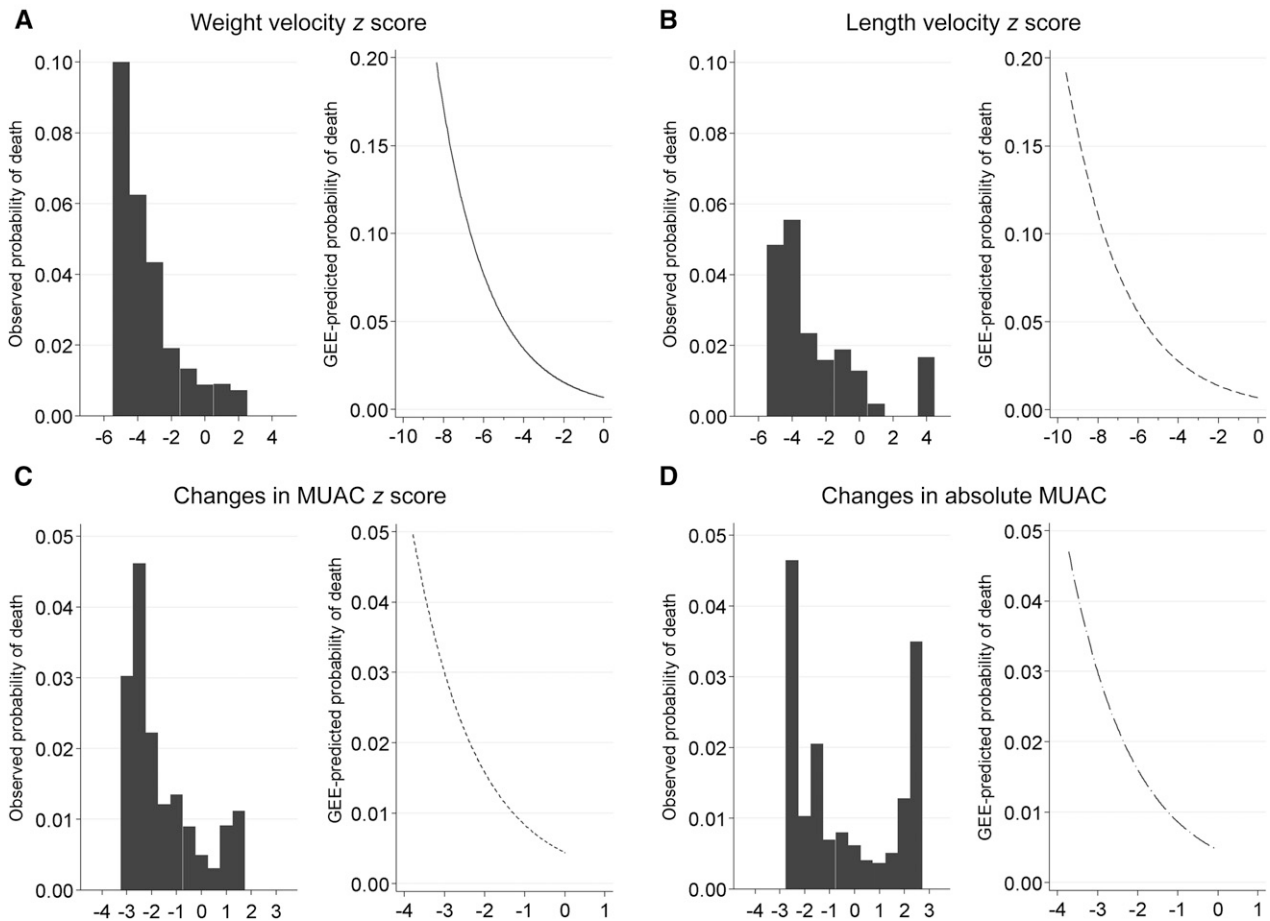 A
Weight velocity z score
Observed probability of death
0.10
0.08
0.06
0.04
0.02
0.00
-6 -4 -2 0 2 4
GEE-predicted probability of death
0.20
0.15
0.10
0.05
0.00
-10 -8 -6 -4 -2 0
B
Length velocity z score
Observed probability of death
0.10
0.08
0.06
0.04
0.02
0.00
-6 -4 -2 0 2 4
GEE-predicted probability of death
0.20
0.15
0.10
0.05
0.00
-10 -8 -6 -4 -2 0
C
Changes in MUAC z score
Observed probability of death
0.05
0.04
0.03
0.02
0.01
0.00
-4 -3 -2 -1 0 1 2 3
GEE-predicted probability of death
0.05
0.04
0.03
0.02
0.01
0.00
-4 -3 -2 -1 0 1
D
Changes in absolute MUAC
Observed probability of death
0.05
0.04
0.03
0.02
0.01
0.00
-4 -3 -2 -1 0 1 2 3
GEE-predicted probability of death
0.05
0.04
0.03
0.02
0.01
0.00
-4 -3 -2 -1 0 1